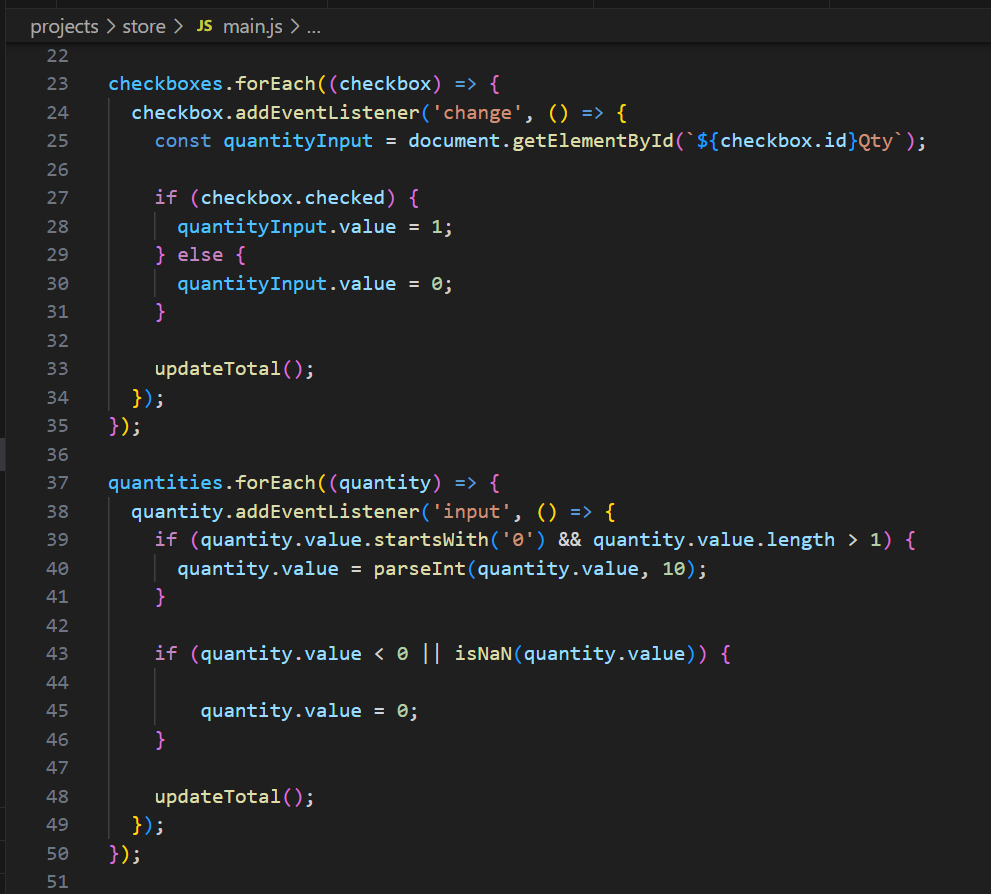 projects > store > JS main.js > ...
22
23 checkboxes.forEach((checkbox) => {
24   checkbox.addEventListener('change', () => {
25     const quantityInput = document.getElementById(`${checkbox.id}Qty`);
26
27     if (checkbox.checked) {
28       quantityInput.value = 1;
29     } else {
30       quantityInput.value = 0;
31     }
32
33     updateTotal();
34   });
35 });
36
37 quantities.forEach((quantity) => {
38   quantity.addEventListener('input', () => {
39     if (quantity.value.startsWith('0') && quantity.value.length > 1) {
40       quantity.value = parseInt(quantity.value, 10);
41     }
42
43     if (quantity.value < 0 || isNaN(quantity.value)) {
44
45         quantity.value = 0;
46     }
47
48     updateTotal();
49   });
50 });
51